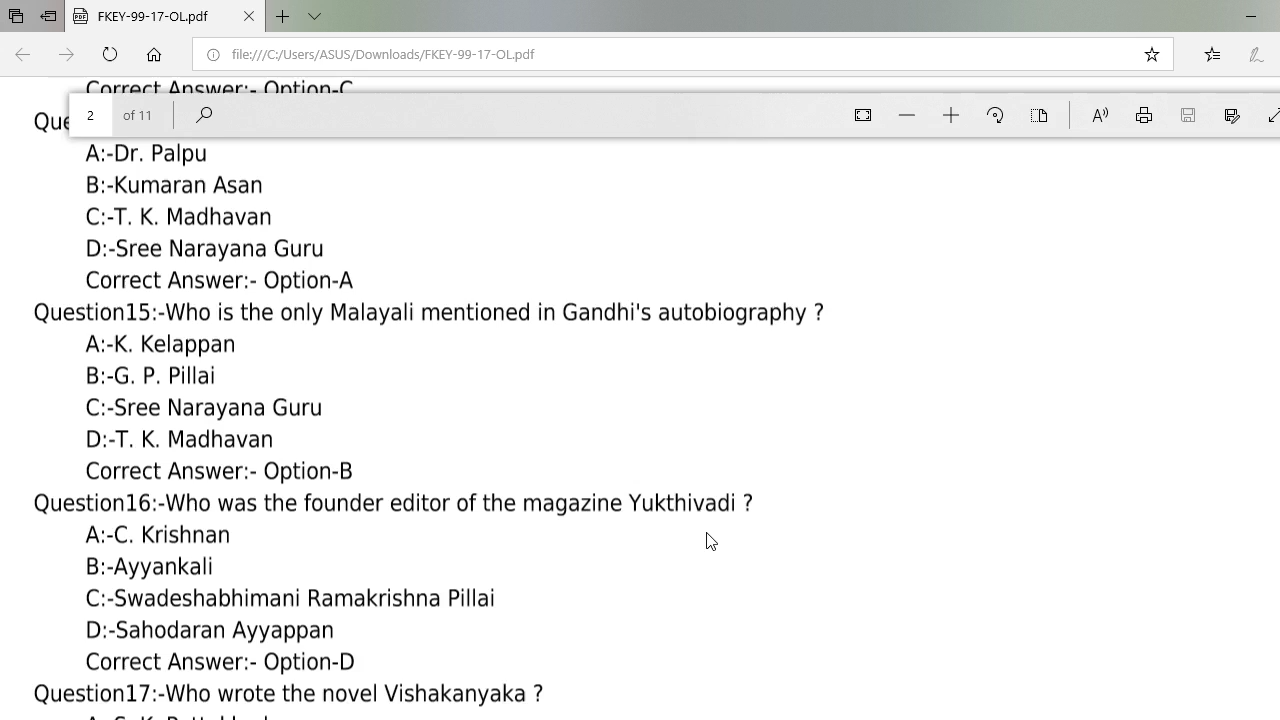 FKEY-99-17-OL.pdf
file:///C:/Users/ASUS/Downloads/FKEY-99-17-OL.pdf
Correct Answer:- Option-C
2 of 11
Que
A:-Dr. Palpu
B:-Kumaran Asan
C:-T. K. Madhavan
D:-Sree Narayana Guru
Correct Answer:- Option-A
Question15:-Who is the only Malayali mentioned in Gandhi's autobiography ?
A:-K. Kelappan
B:-G. P. Pillai
C:-Sree Narayana Guru
D:-T. K. Madhavan
Correct Answer:- Option-B
Question16:-Who was the founder editor of the magazine Yukthivadi ?
A:-C. Krishnan
B:-Ayyankali
C:-Swadeshabhimani Ramakrishna Pillai
D:-Sahodaran Ayyappan
Correct Answer:- Option-D
Question17:-Who wrote the novel Vishakanyaka ?